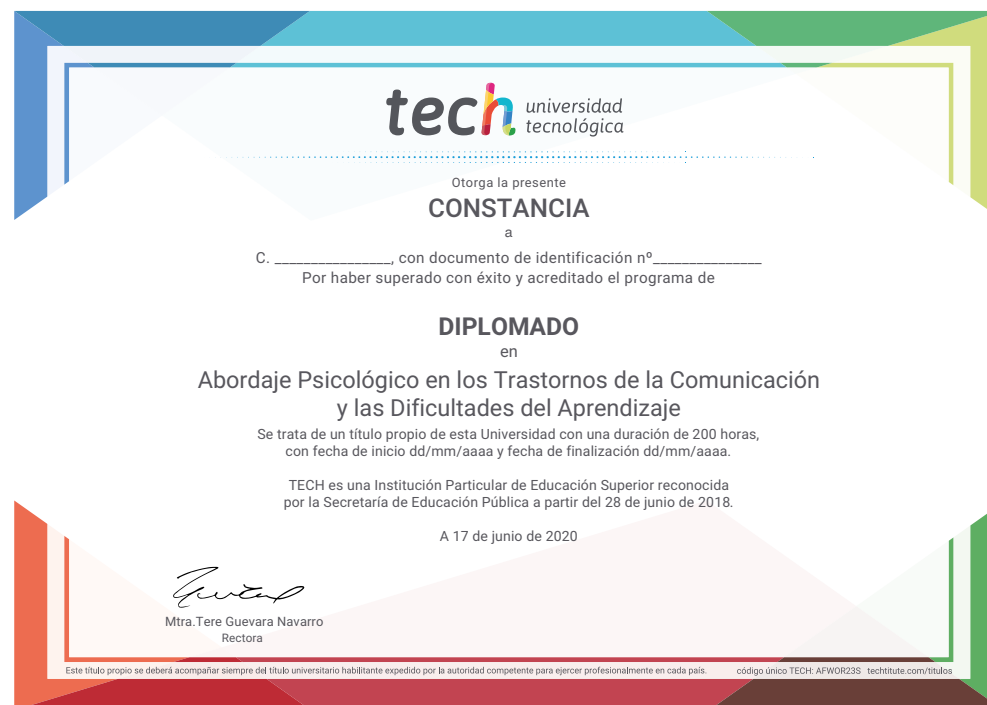 tech universidad
tecnológica
Otorga la presente
CONSTANCIA
a
C. ________________, con documento de identificación nº_______________
Por haber superado con éxito y acreditado el programa de
DIPLOMADO
en
Abordaje Psicológico en los Trastornos de la Comunicación
y las Dificultades del Aprendizaje
Se trata de un título propio de esta Universidad con una duración de 200 horas,
con fecha de inicio dd/mm/aaaa y fecha de finalización dd/mm/aaaa.
TECH es una Institución Particular de Educación Superior reconocida
por la Secretaría de Educación Pública a partir del 28 de junio de 2018.
A 17 de junio de 2020
Mtra.Tere Guevara Navarro
Rectora
Este título propio se deberá acompañar siempre del título universitario habilitante expedido por la autoridad competente para ejercer profesionalmente en cada país. código único TECH: AFWOR23S techtitute.com/titulos